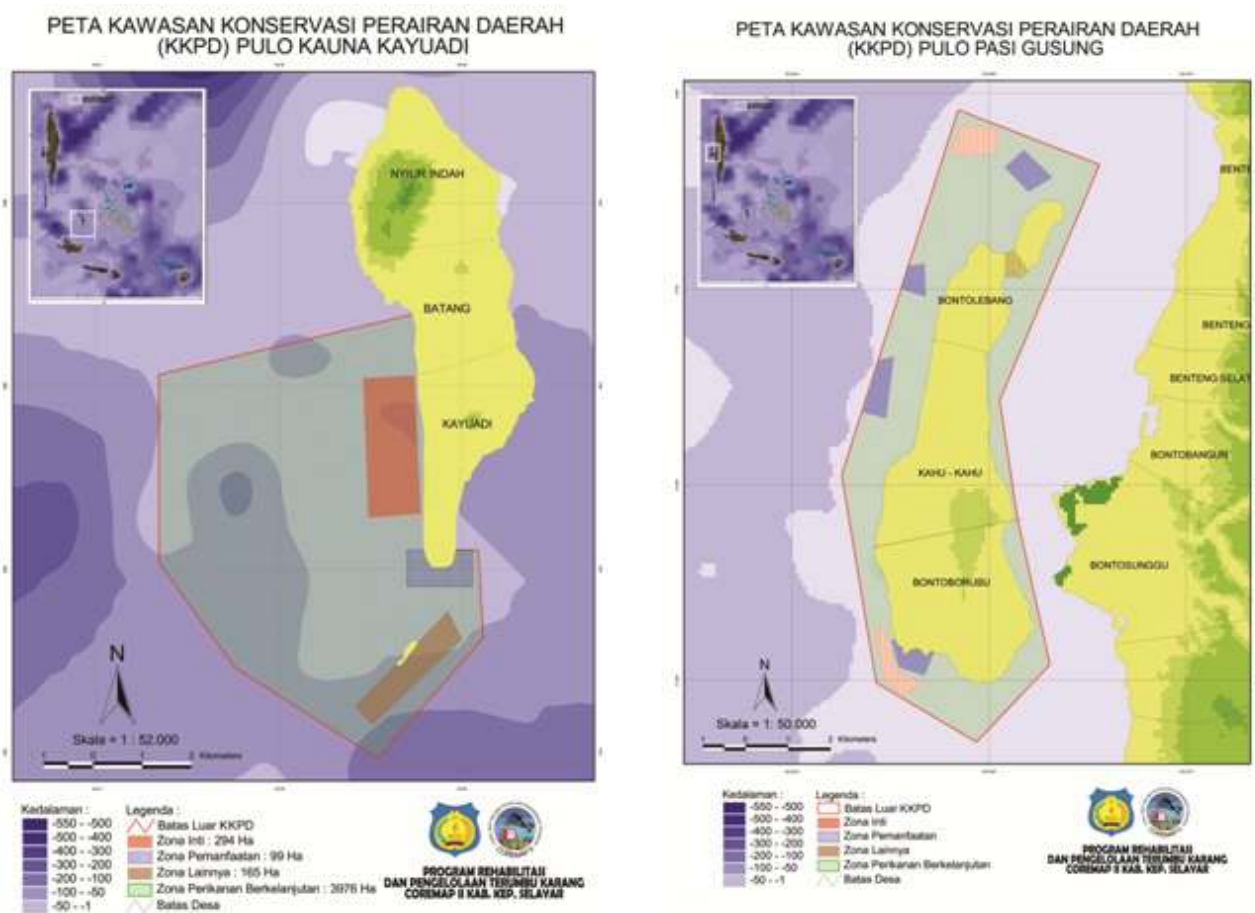 PETA KAWASAN KONSERVASI PERAIRAN DAERAH
(KKPD) PULO KAUNA KAYUADI
NYIUR INDAH
BATANG
KAYUADI
N
Skala = 1 : 52.000
Kilometers
Kedalaman :
-550 - -500
-500 - -400
-400 - -300
-300 - -200
-200 - -100
-100 - -50
-50 - -1
Legenda :
Batas Luar KKPD
Zona Inti : 294 Ha
Zona Pemanfaatan : 99 Ha
Zona Lainnya : 165 Ha
Zona Perikanan Berkelanjutan : 3976 Ha
Batas Desa
PROGRAM REHABILITASI
DAN PENGELOLAAN TERUMBU KARANG
COREMAP II KAB. KEP. SELAYAR
PETA KAWASAN KONSERVASI PERAIRAN DAERAH
(KKPD) PULO PASI GUSUNG
BONTOLEBANG
KAHU - KAHU
BONTOBORUSU
BENTE
BENTENG
BENTENG SELAT
BONTOBANGUN
BONTOSUNGGU
N
Skala = 1: 50.000
Kilometers
Kedalaman :
-550 - -500
-500 - -400
-400 - -300
-300 - -200
-200 - -100
-100 - -50
-50 - -1
Legenda :
Batas Luar KKPD
Zona Inti
Zona Pemanfaatan
Zona Lainnya
Zona Perikanan Berkelanjutan
Batas Desa
PROGRAM REHABILITASI
DAN PENGELOLAAN TERUMBU KARANG
COREMAP II KAB. KEP. SELAYAR